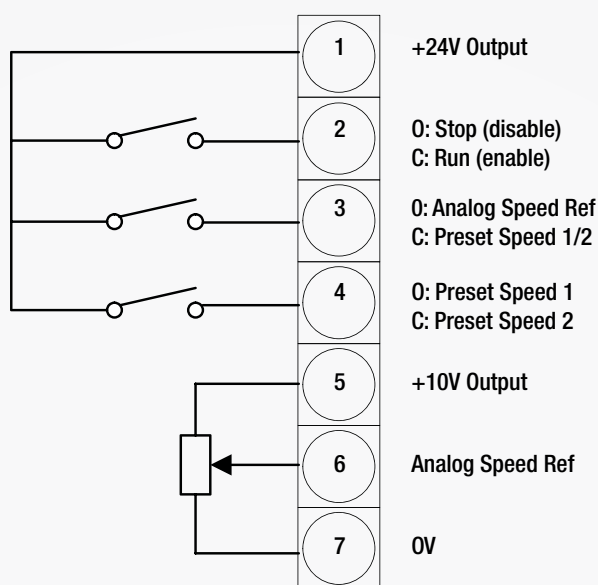 1 +24V Output
2 O: Stop (disable)
C: Run (enable)
3 O: Analog Speed Ref
C: Preset Speed 1/2
4 O: Preset Speed 1
C: Preset Speed 2
5 +10V Output
6 Analog Speed Ref
7 0V